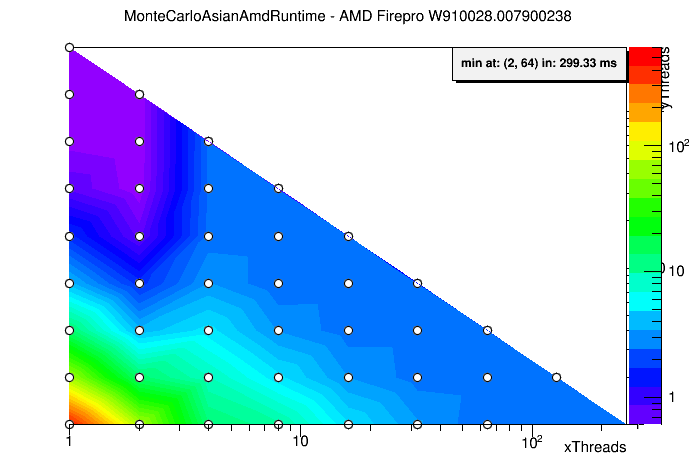 MonteCarloAsianAmdRuntime - AMD Firepro W910028.007900238
min at: (2, 64) in: 299.33 ms
yThreads
10²
10
1
1
10
10²
xThreads